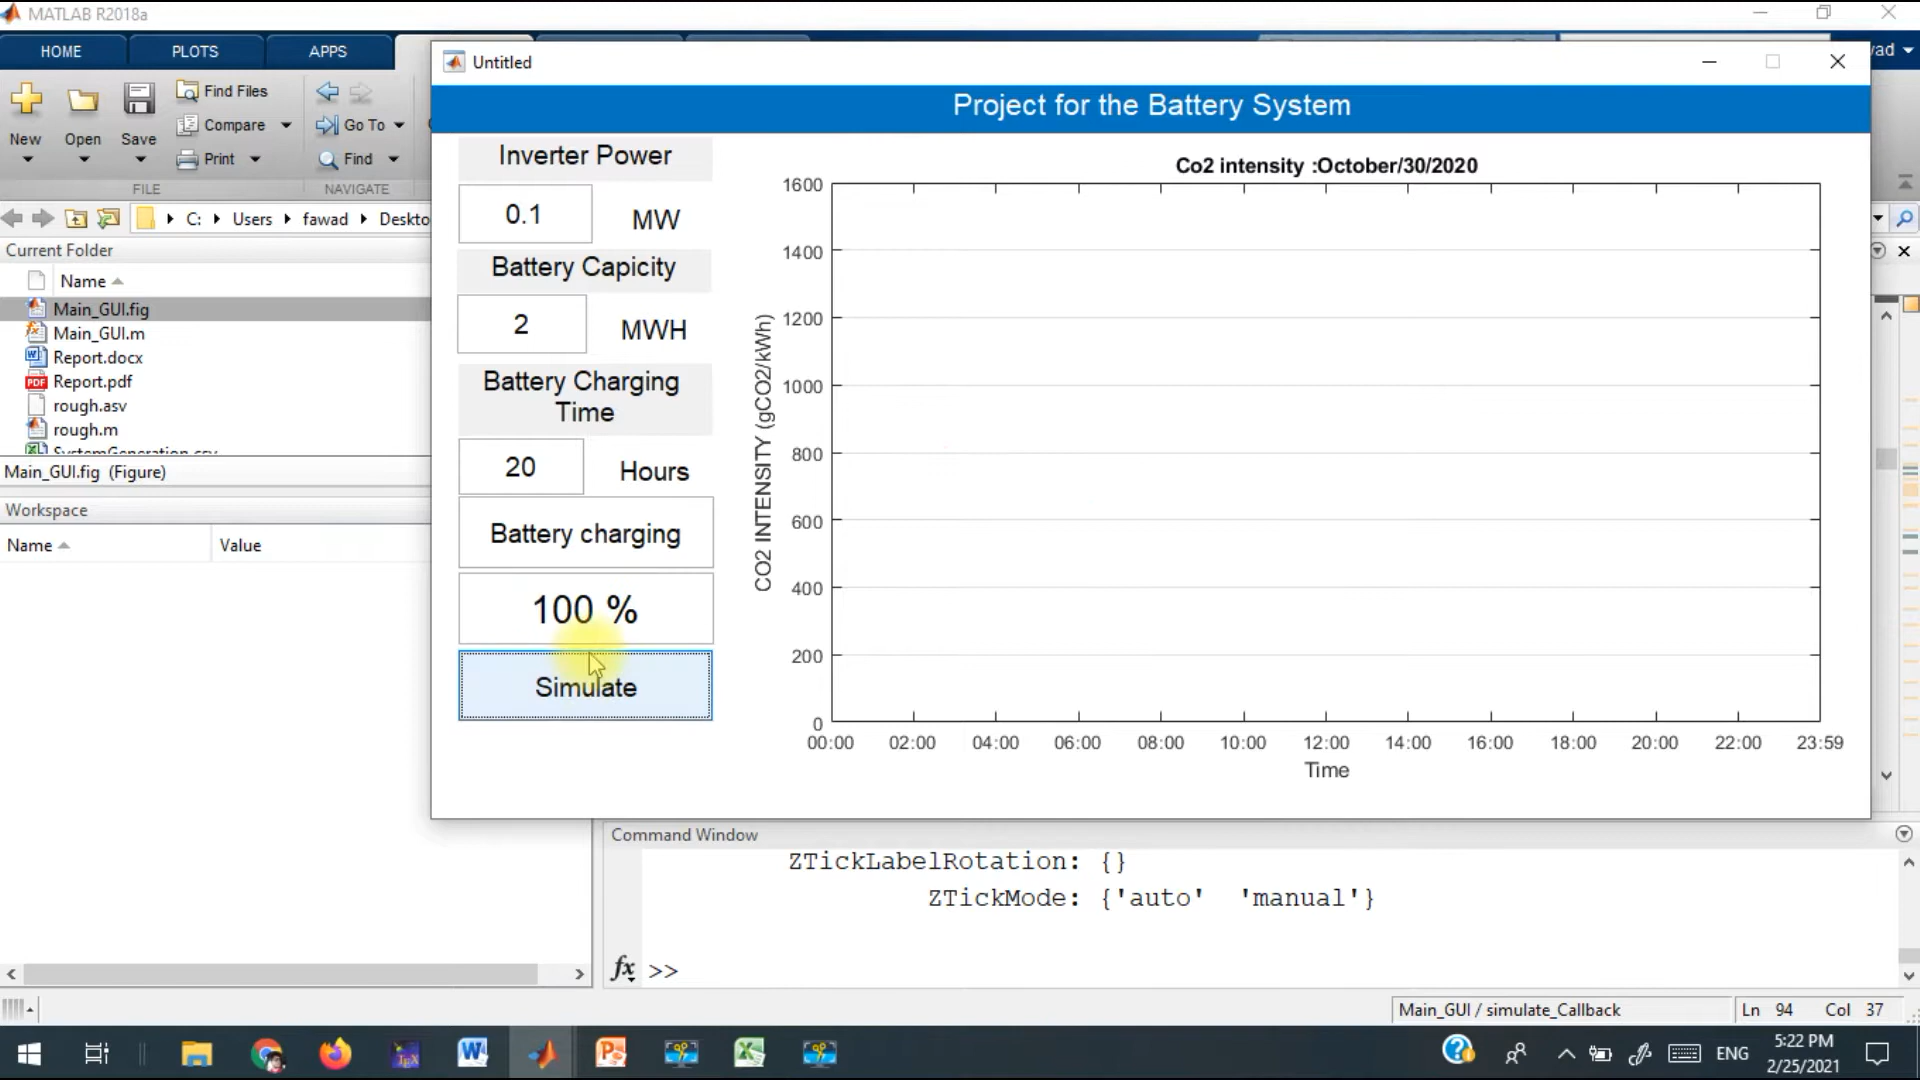 MATLAB R2018a
HOME
PLOTS
APPS
ad
New
Open
Save
Find Files
Compare
Print
Go To
Find
FILE
NAVIGATE
C:
Users
fawad
Deskto
Current Folder
Name
Main_GUI.fig
Main_GUI.m
Report.docx
Report.pdf
rough.asv
rough.m
SystemGeneration.csv
Main_GUI.fig (Figure)
Workspace
Name
Value
Untitled
Project for the Battery System
Inverter Power
0.1
MW
Battery Capicity
2
MWH
Battery Charging
Time
20
Hours
Battery charging
100 %
Simulate
Co2 intensity :October/30/2020
CO2 INTENSITY (gCO2/kWh)
1600
1400
1200
1000
800
600
400
200
0
00:00
02:00
04:00
06:00
08:00
10:00
12:00
14:00
16:00
18:00
20:00
22:00
23:59
Time
Command Window
ZTickLabelRotation: {}
ZTickMode: {'auto' 'manual'}
fx >>
Main_GUI / simulate_Callback
Ln 94 Col 37
ENG
5:22 PM
2/25/2021